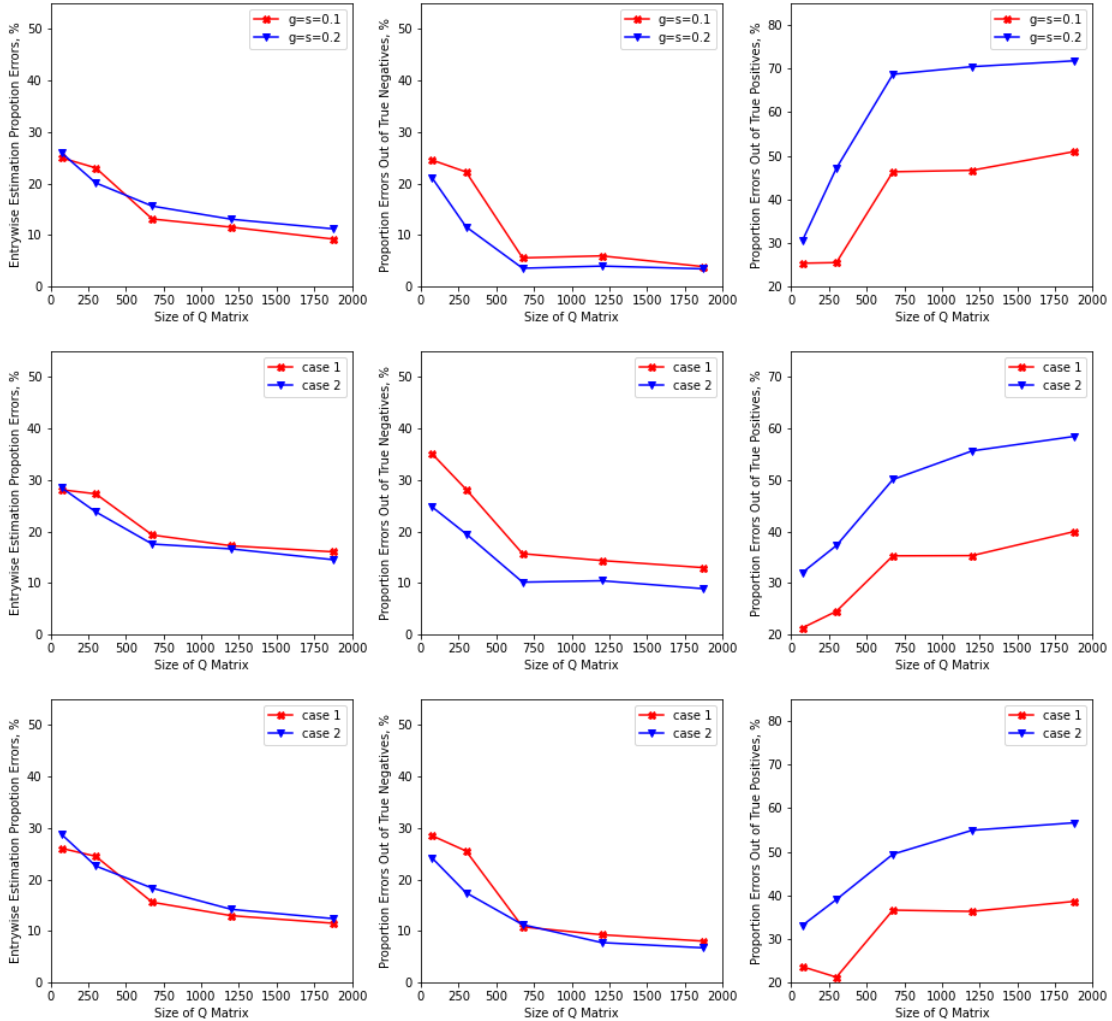 Entrywise Estimation Propotion Errors, %
50
40
30
20
10
0
0 250 500 750 1000 1250 1500 1750 2000
Size of Q Matrix
g=s=0.1
g=s=0.2
Proportion Errors Out of True Negatives, %
50
40
30
20
10
0
0 250 500 750 1000 1250 1500 1750 2000
Size of Q Matrix
g=s=0.1
g=s=0.2
Proportion Errors Out of True Positives, %
80
70
60
50
40
30
20
0 250 500 750 1000 1250 1500 1750 2000
Size of Q Matrix
g=s=0.1
g=s=0.2
Entrywise Estimation Propotion Errors, %
50
40
30
20
10
0
0 250 500 750 1000 1250 1500 1750 2000
Size of Q Matrix
case 1
case 2
Proportion Errors Out of True Negatives, %
50
40
30
20
10
0
0 250 500 750 1000 1250 1500 1750 2000
Size of Q Matrix
case 1
case 2
Proportion Errors Out of True Positives, %
80
70
60
50
40
30
20
0 250 500 750 1000 1250 1500 1750 2000
Size of Q Matrix
case 1
case 2
Entrywise Estimation Propotion Errors, %
50
40
30
20
10
0
0 250 500 750 1000 1250 1500 1750 2000
Size of Q Matrix
case 1
case 2
Proportion Errors Out of True Negatives, %
50
40
30
20
10
0
0 250 500 750 1000 1250 1500 1750 2000
Size of Q Matrix
case 1
case 2
Proportion Errors Out of True Positives, %
80
70
60
50
40
30
20
0 250 500 750 1000 1250 1500 1750 2000
Size of Q Matrix
case 1
case 2